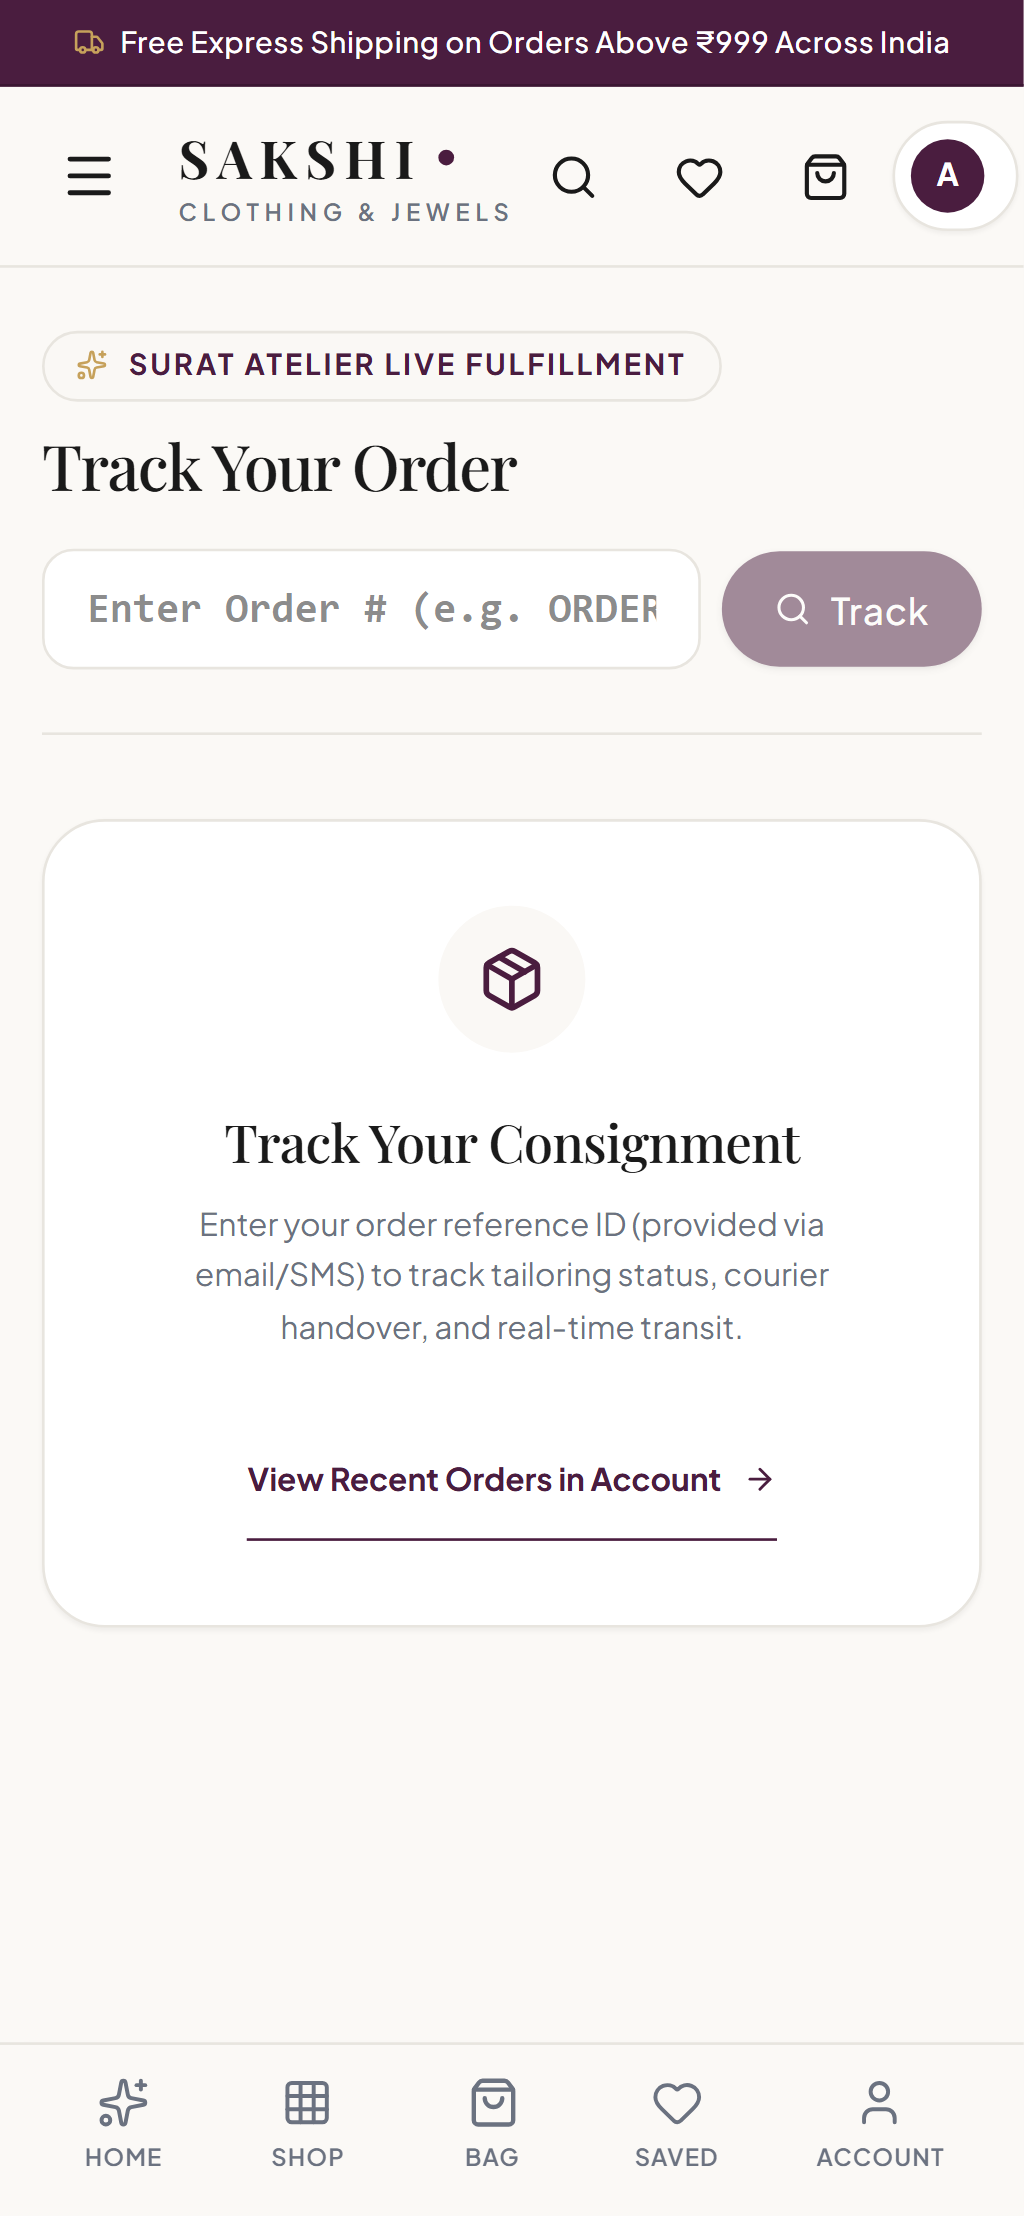 Free Express Shipping on Orders Above ₹999 Across India
SAKSHI
CLOTHING & JEWELS
A
SURAT ATELIER LIVE FULFILLMENT
Track Your Order
Enter Order # (e.g. ORDER
Track
Track Your Consignment
Enter your order reference ID (provided via
email/SMS) to track tailoring status, courier
handover, and real-time transit.
View Recent Orders in Account
HOME
SHOP
BAG
SAVED
ACCOUNT